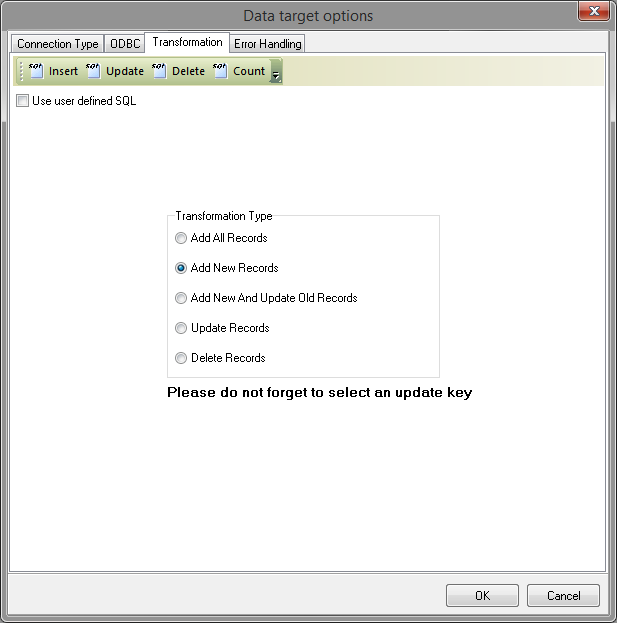 Data target options
Connection Type ODBC Transformation Error Handling
sql Insert sql Update sql Delete sql Count
Use user defined SQL
Transformation Type
Add All Records
Add New Records
Add New And Update Old Records
Update Records
Delete Records
Please do not forget to select an update key
OK Cancel